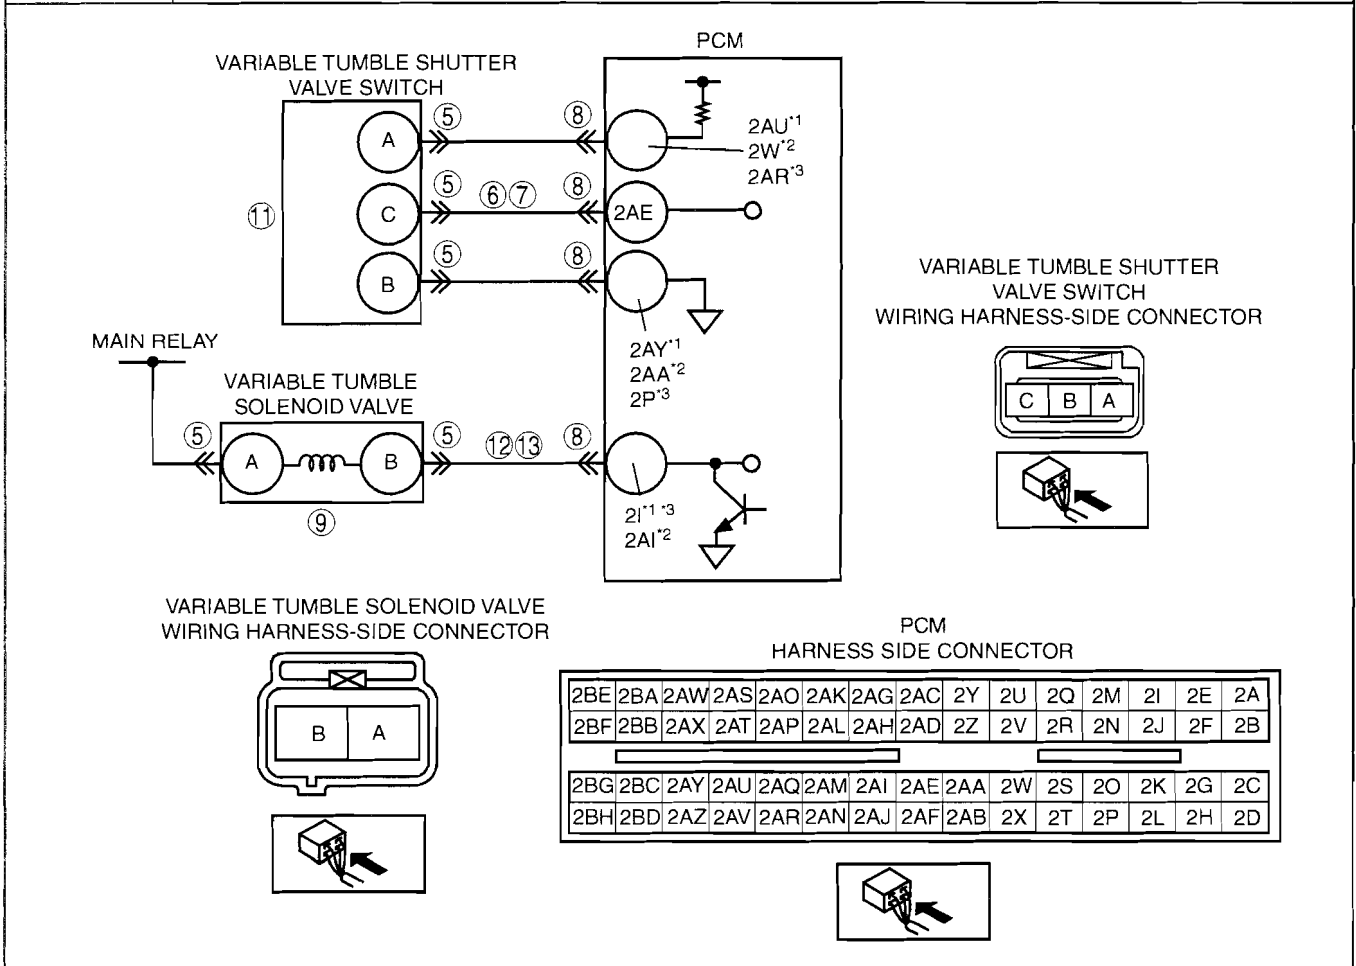 PCM
VARIABLE TUMBLE SHUTTER
VALVE SWITCH
A
⑤
⑧
2AU*1
2W*2
2AR*3
⑪
C
⑤
⑥⑦
⑧
2AE
B
⑤
⑧
2AY*1
2AA*2
2P*3
MAIN RELAY
VARIABLE TUMBLE
SOLENOID VALVE
⑤
A
B
⑤
⑫⑬
⑧
2I*1 *3
2AI*2
⑨
VARIABLE TUMBLE SHUTTER
VALVE SWITCH
WIRING HARNESS-SIDE CONNECTOR
C B A
VARIABLE TUMBLE SOLENOID VALVE
WIRING HARNESS-SIDE CONNECTOR
B A
PCM
HARNESS SIDE CONNECTOR
2BE 2BA 2AW 2AS 2AO 2AK 2AG 2AC 2Y 2U 2Q 2M 2I 2E 2A
2BF 2BB 2AX 2AT 2AP 2AL 2AH 2AD 2Z 2V 2R 2N 2J 2F 2B
2BG 2BC 2AY 2AU 2AQ 2AM 2AI 2AE 2AA 2W 2S 2O 2K 2G 2C
2BH 2BD 2AZ 2AV 2AR 2AN 2AJ 2AF 2AB 2X 2T 2P 2L 2H 2D